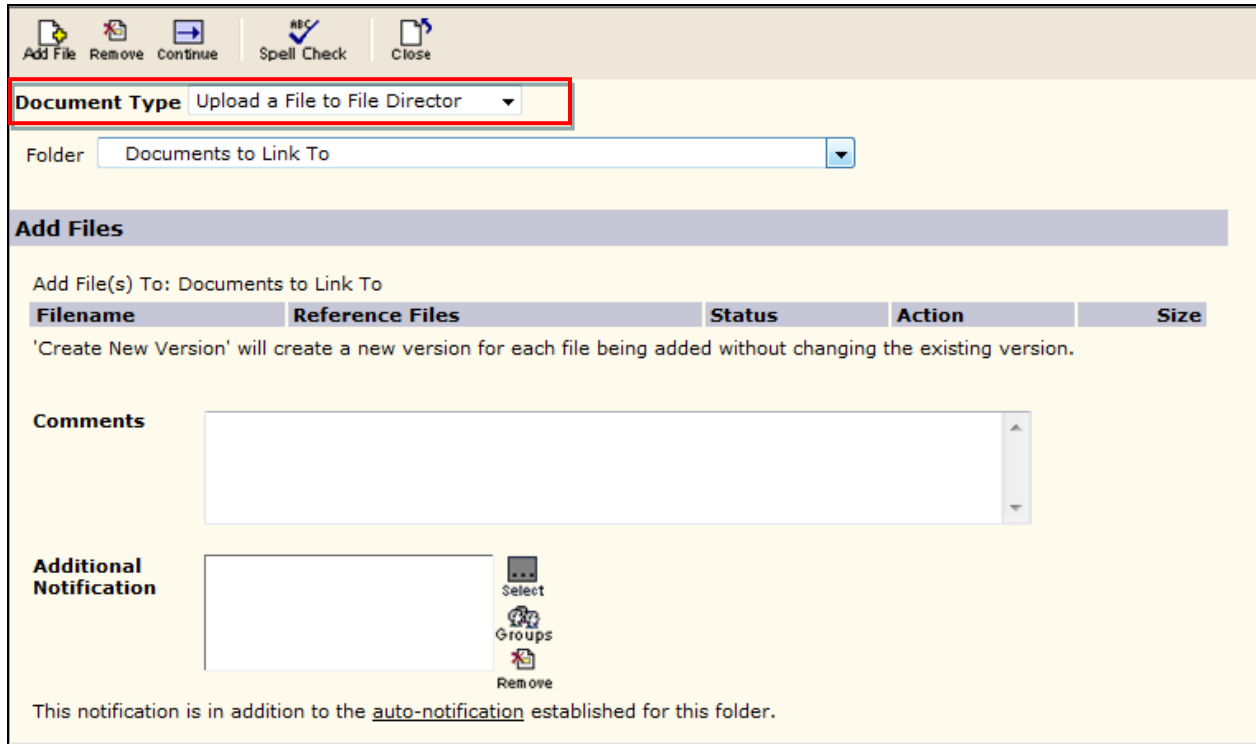 Add File Remove Continue ABC Spell Check Close
Document Type Upload a File to File Director
Folder Documents to Link To
Add Files
Add File(s) To: Documents to Link To
Filename Reference Files Status Action Size
'Create New Version' will create a new version for each file being added without changing the existing version.
Comments
Additional
Notification
Select
Groups
Remove
This notification is in addition to the auto-notification established for this folder.